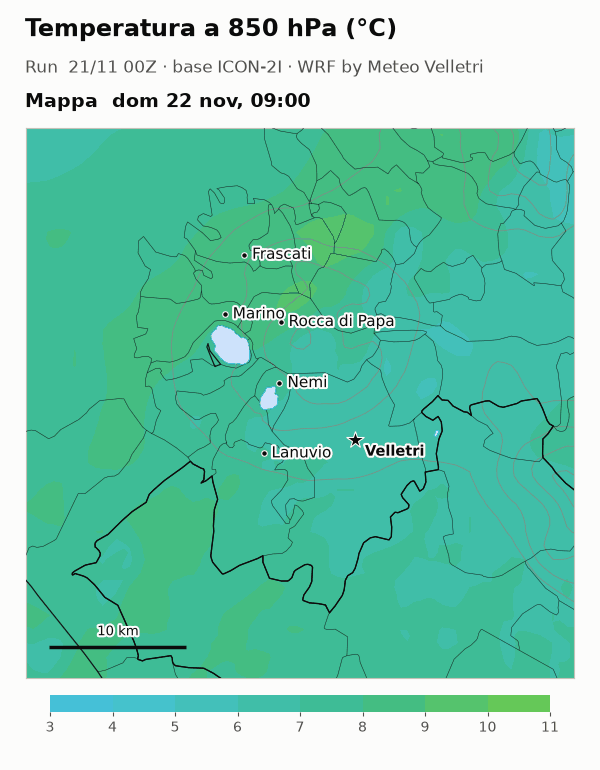 Temperatura a 850 hPa (°C)
Run 21/11 00Z · base ICON-2I · WRF by Meteo Velletri
Mappa dom 22 nov, 09:00
Frascati
Marino
Rocca di Papa
Nemi
Velletri
Lanuvio
10 km
3 4 5 6 7 8 9 10 11